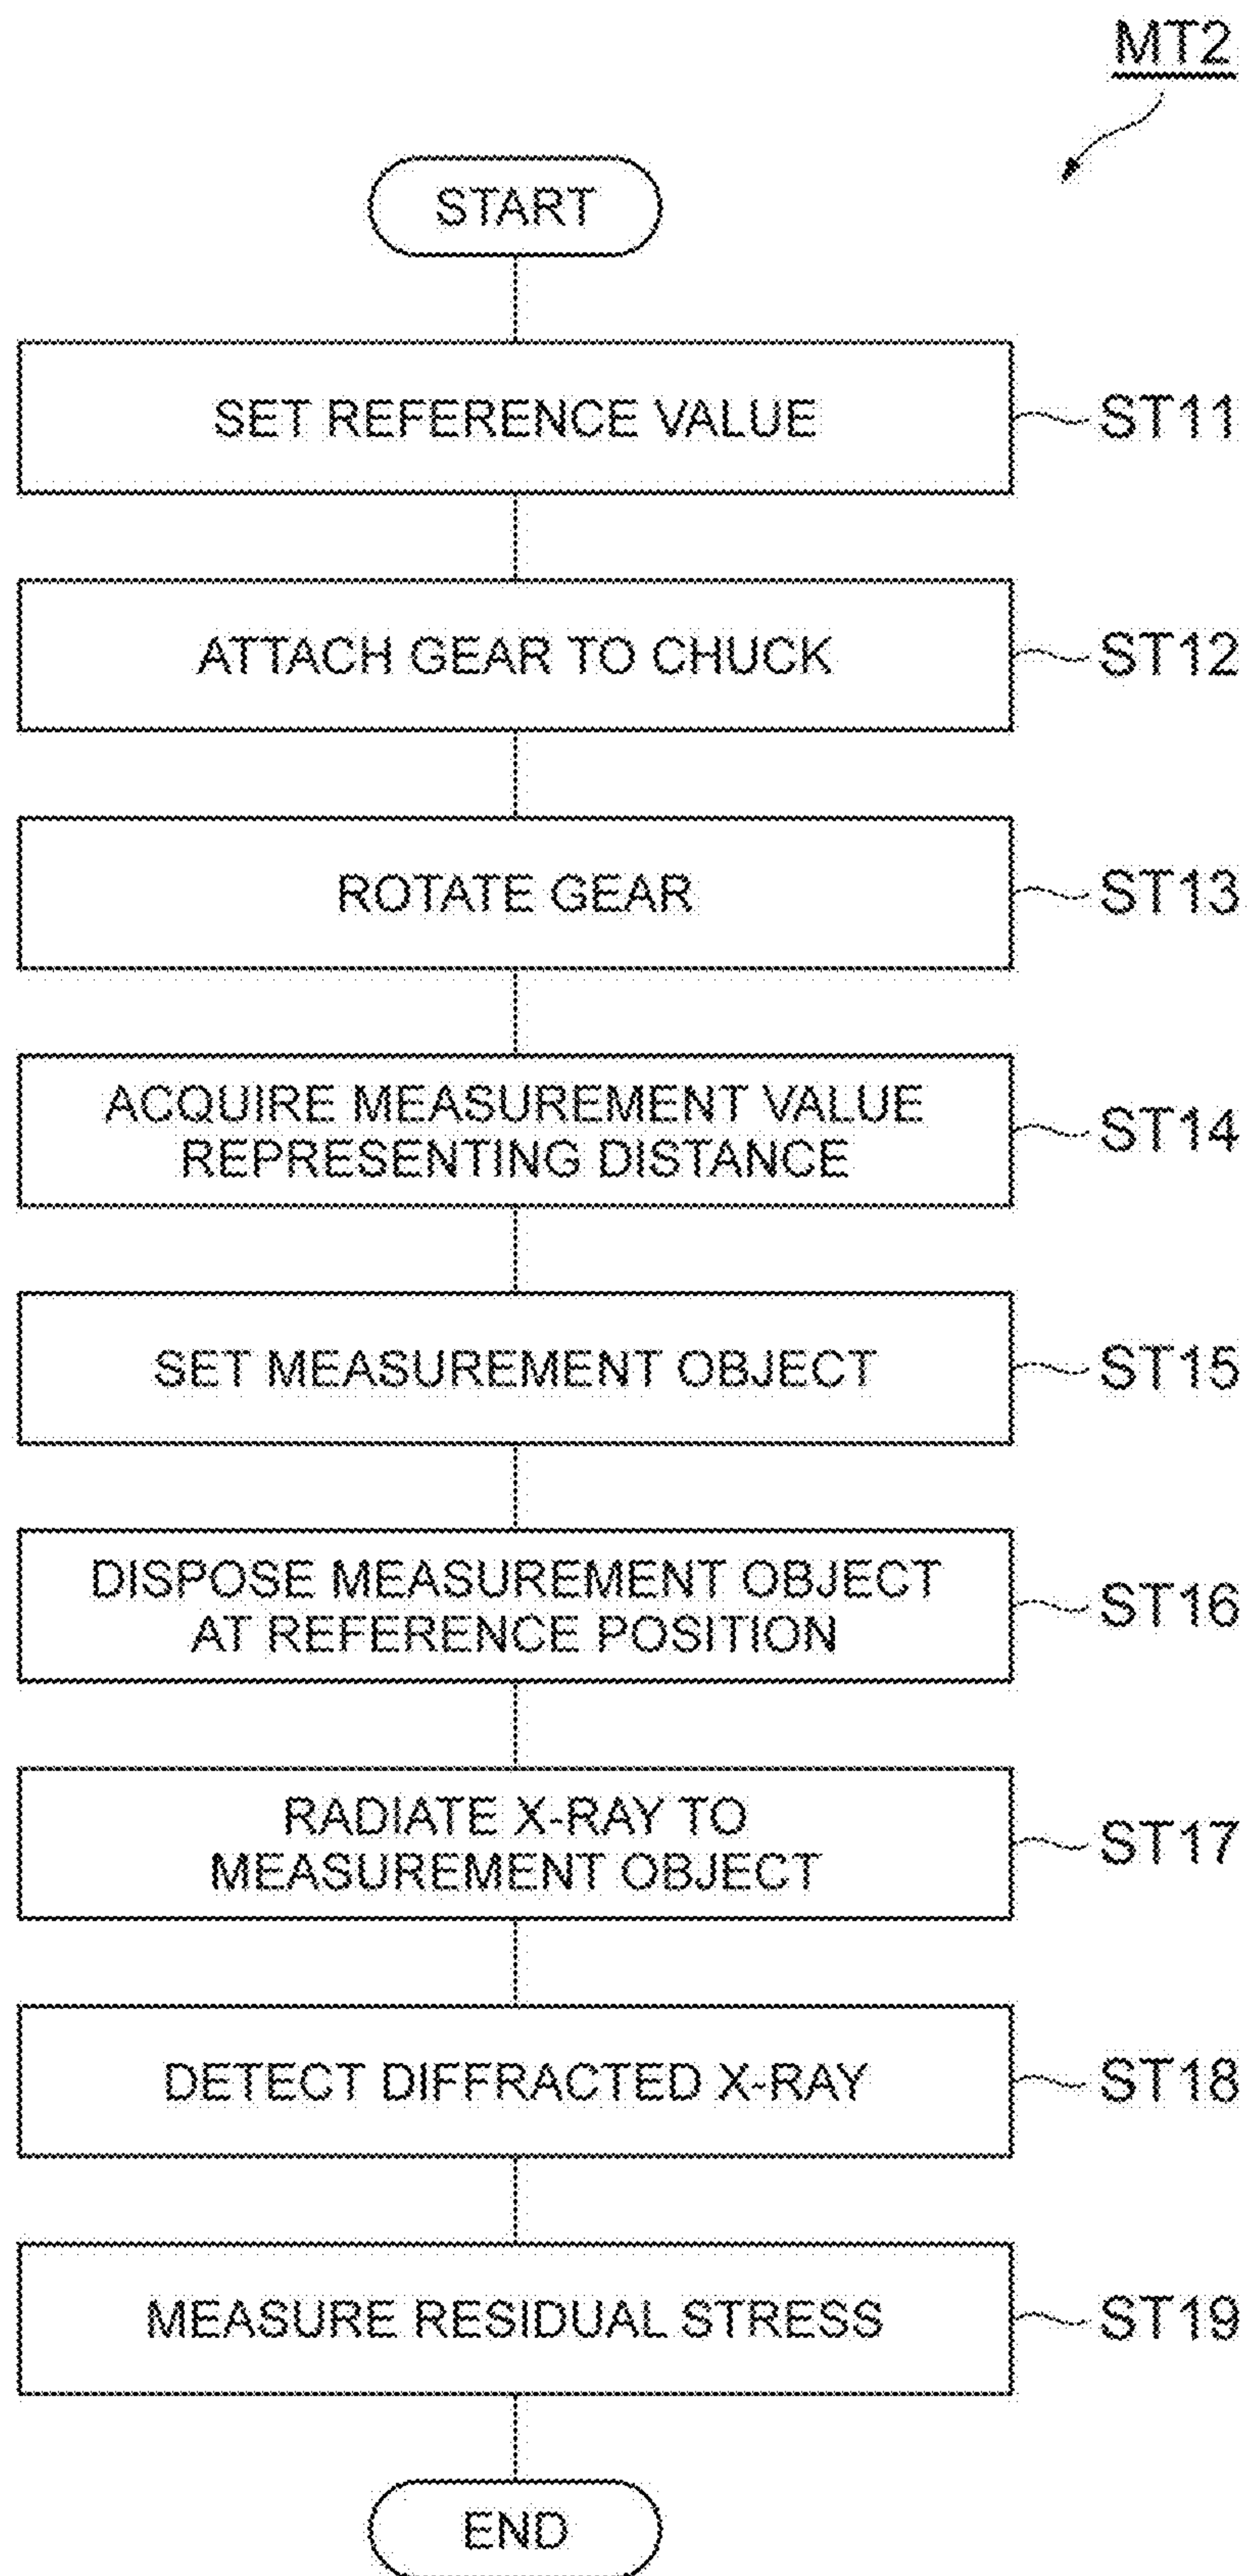 MT2
START
SET REFERENCE VALUE
ST11
ATTACH GEAR TO CHUCK
ST12
ROTATE GEAR
ST13
ACQUIRE MEASUREMENT VALUE
REPRESENTING DISTANCE
ST14
SET MEASUREMENT OBJECT
ST15
DISPOSE MEASUREMENT OBJECT
AT REFERENCE POSITION
ST16
RADIATE X-RAY TO
MEASUREMENT OBJECT
ST17
DETECT DIFFRACTED X-RAY
ST18
MEASURE RESIDUAL STRESS
ST19
END